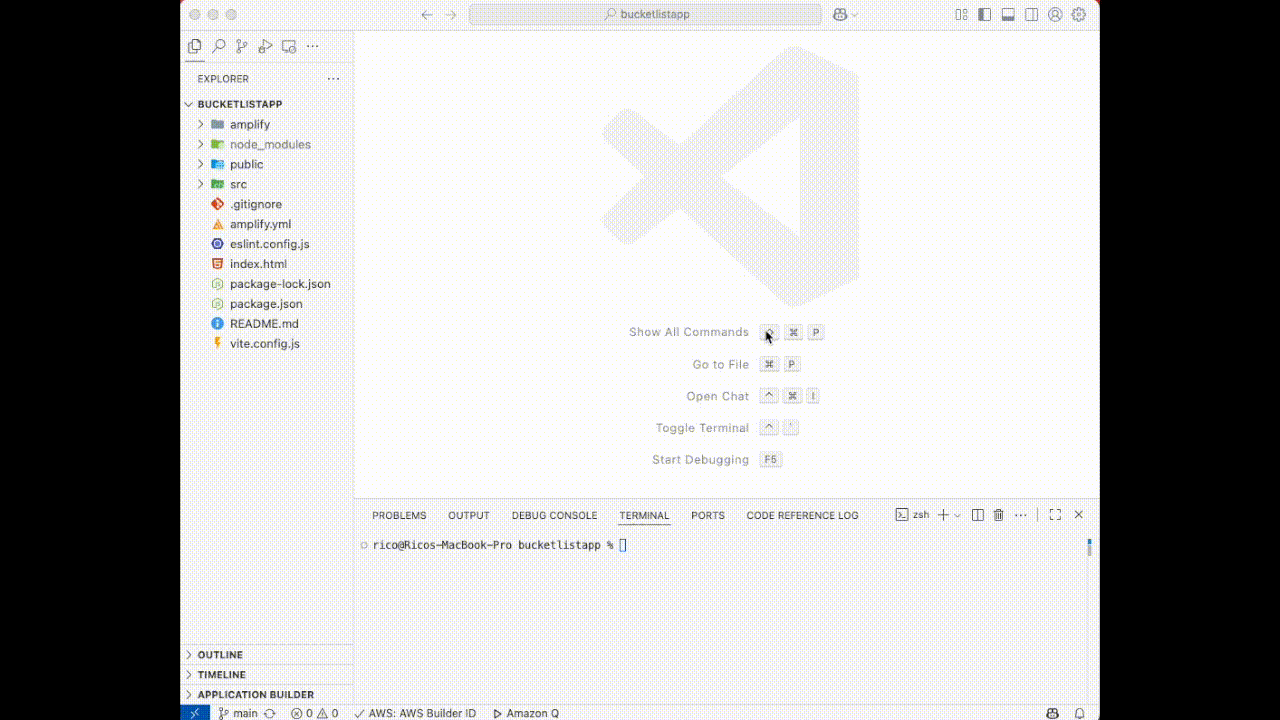 bucketlistapp
EXPLORER
BUCKETLISTAPP
amplify
node_modules
public
src
.gitignore
amplify.yml
eslint.config.js
index.html
package-lock.json
package.json
README.md
vite.config.js
OUTLINE
TIMELINE
APPLICATION BUILDER
Show All Commands ⌘ P
Go to File ⌘ P
Open Chat ^ ⌘ I
Toggle Terminal ^ `
Start Debugging F5
PROBLEMS OUTPUT DEBUG CONSOLE TERMINAL PORTS CODE REFERENCE LOG zsh
rico@Ricos-MacBook-Pro bucketlistapp %
main 0 0 AWS: AWS Builder ID Amazon Q